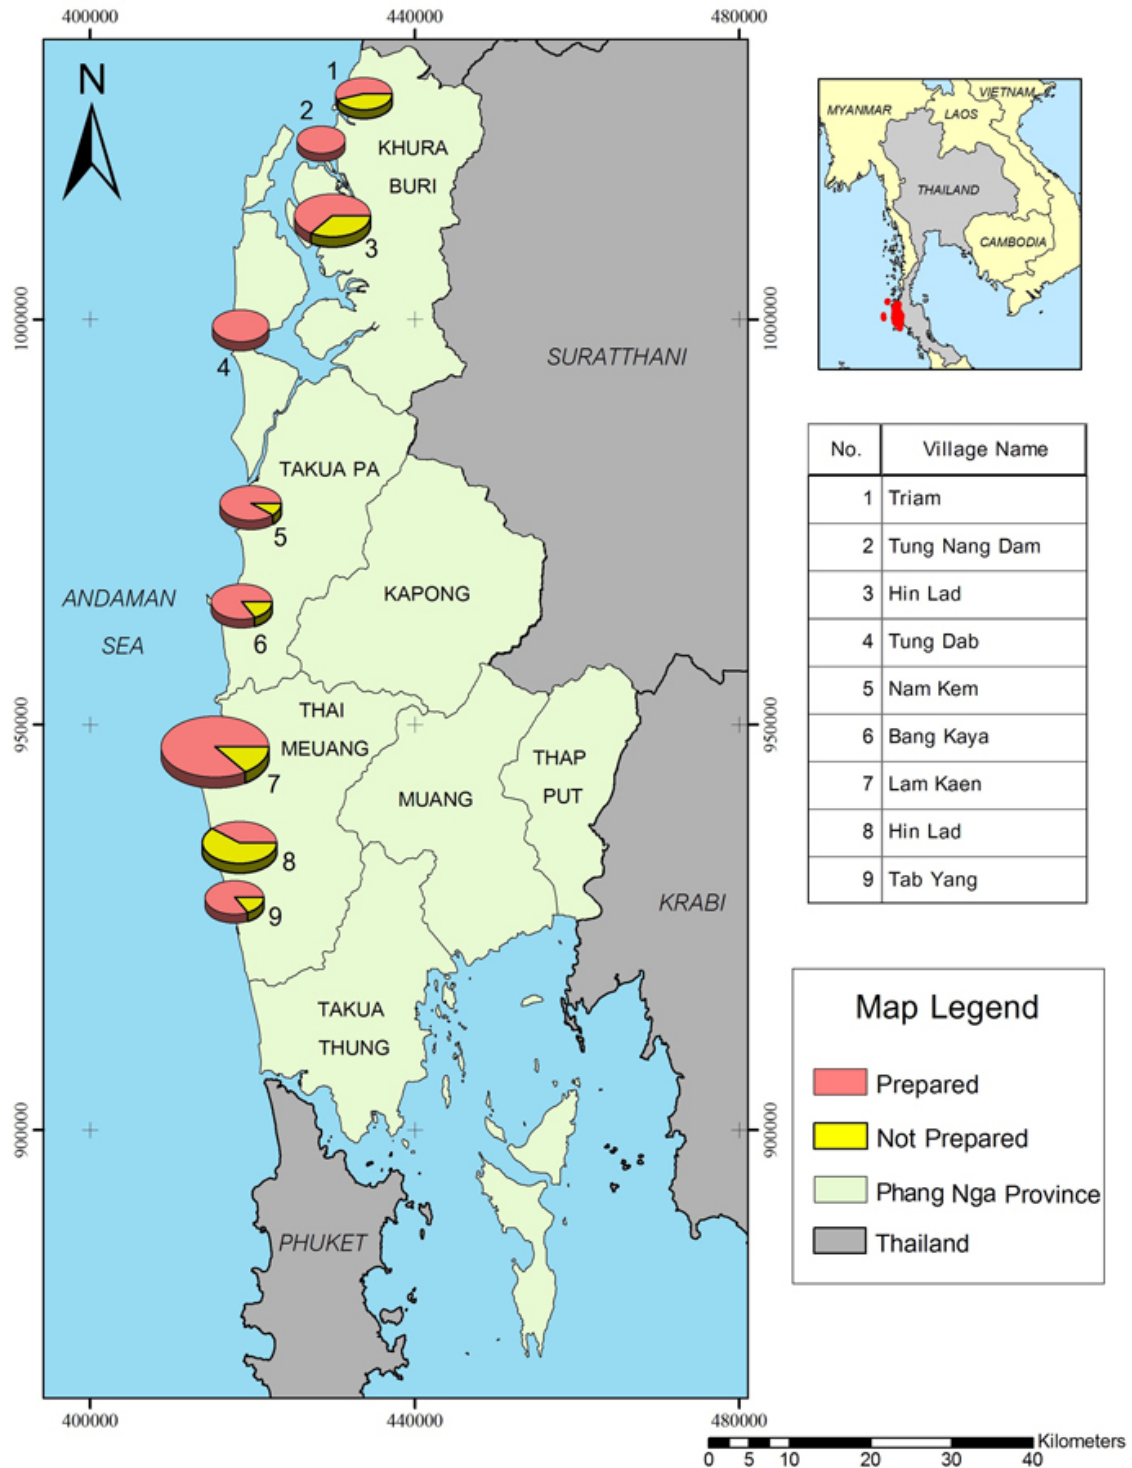 400000 440000 480000
N
1
2
KHURA
BURI
3
1000000 1000000
4
SURATTHANI
TAKUA PA
5
ANDAMAN
SEA
KAPONG
6
THAI
MEUANG
950000 950000
7
THAP
PUT
MUANG
8
9
KRABI
TAKUA
THUNG
900000 900000
PHUKET
400000 440000 480000
MYANMAR
VIETNAM
LAOS
THAILAND
CAMBODIA
No. Village Name
1 Triam
2 Tung Nang Dam
3 Hin Lad
4 Tung Dab
5 Nam Kem
6 Bang Kaya
7 Lam Kaen
8 Hin Lad
9 Tab Yang
Map Legend
Prepared
Not Prepared
Phang Nga Province
Thailand
Kilometers
0 5 10 20 30 40